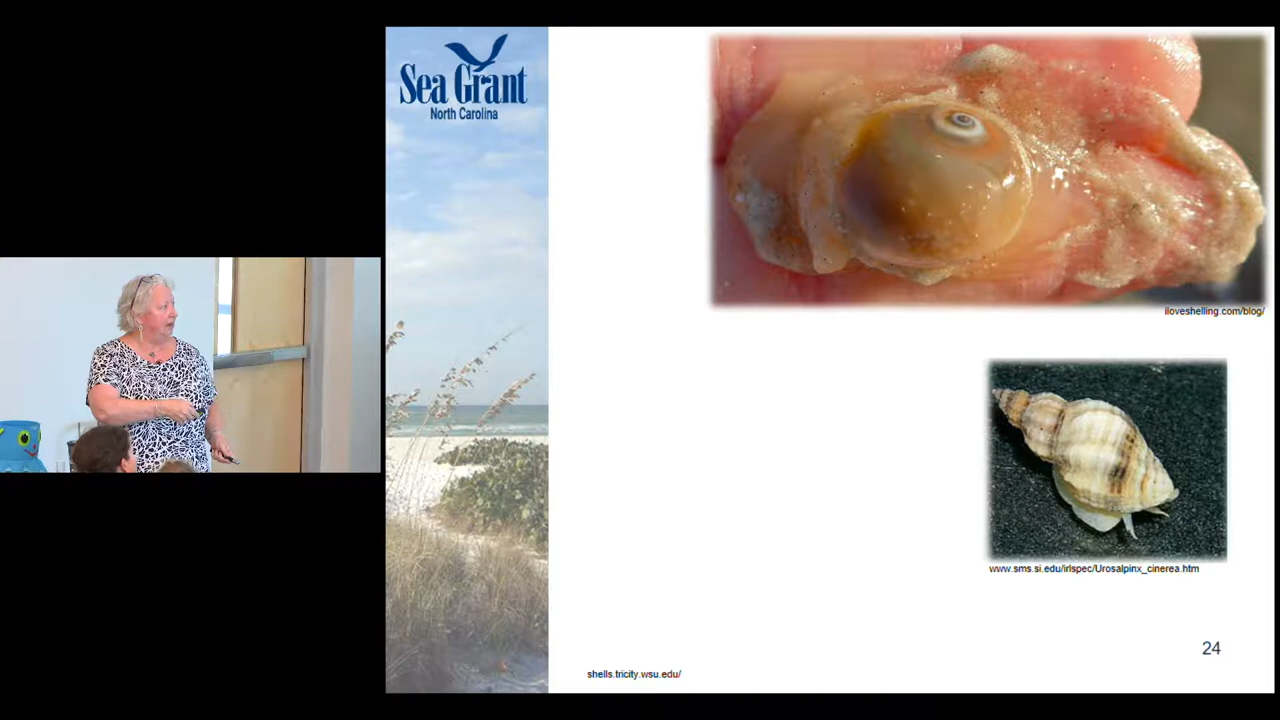 Sea Grant
North Carolina
iloveshelling.com/blog/
www.sms.si.edu/irlspec/Urosalpinx_cinerea.htm
24
shells.tricity.wsu.edu/